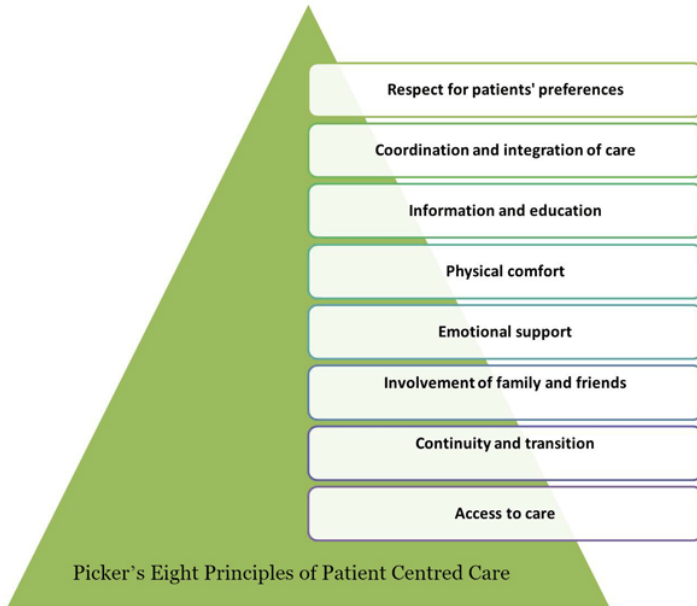 Respect for patients' preferences
Coordination and integration of care
Information and education
Physical comfort
Emotional support
Involvement of family and friends
Continuity and transition
Access to care
Picker’s Eight Principles of Patient Centred Care